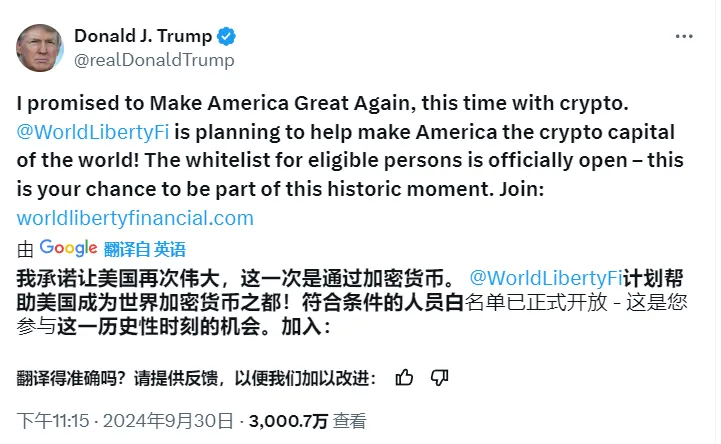 Donald J. Trump
@realDonaldTrump
I promised to Make America Great Again, this time with crypto.
@WorldLibertyFi is planning to help make America the crypto capital
of the world! The whitelist for eligible persons is officially open – this
is your chance to be part of this historic moment. Join:
worldlibertyfinancial.com
由 Google 翻译自 英语
我承诺让美国再次伟大，这一次是通过加密货币。 @WorldLibertyFi计划帮
助美国成为世界加密货币之都！符合条件的人员白名单已正式开放 - 这是您
参与这一历史性时刻的机会。加入：
翻译得准确吗？请提供反馈，以便我们加以改进：
下午11:15 · 2024年9月30日 · 3,000.7万 查看